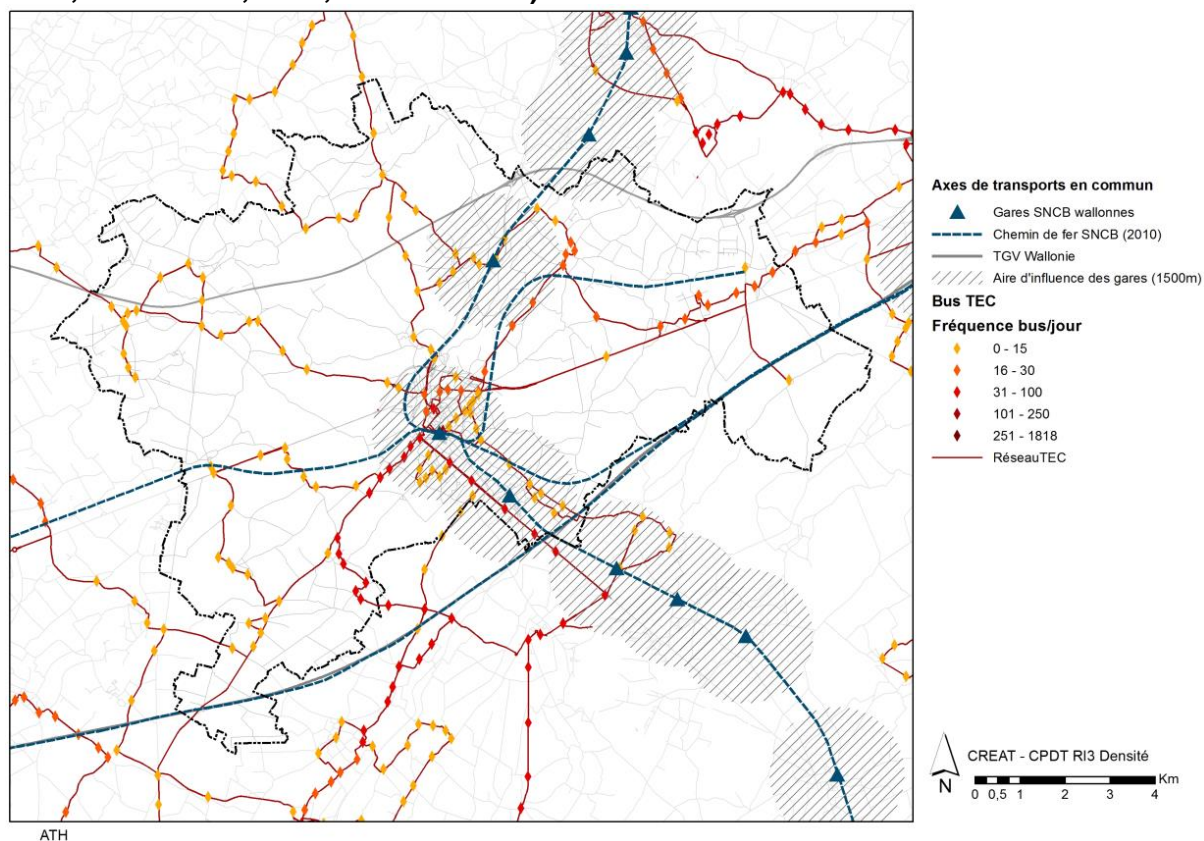 Axes de transports en commun
Gares SNCB wallonnes
Chemin de fer SNCB (2010)
TGV Wallonie
Aire d'influence des gares (1500m)
Bus TEC
Fréquence bus/jour
0 - 15
16 - 30
31 - 100
101 - 250
251 - 1818
RéseauTEC
CREAT - CPDT RI3 Densité
Km
0 0,5 1 2 3 4
N
ATH